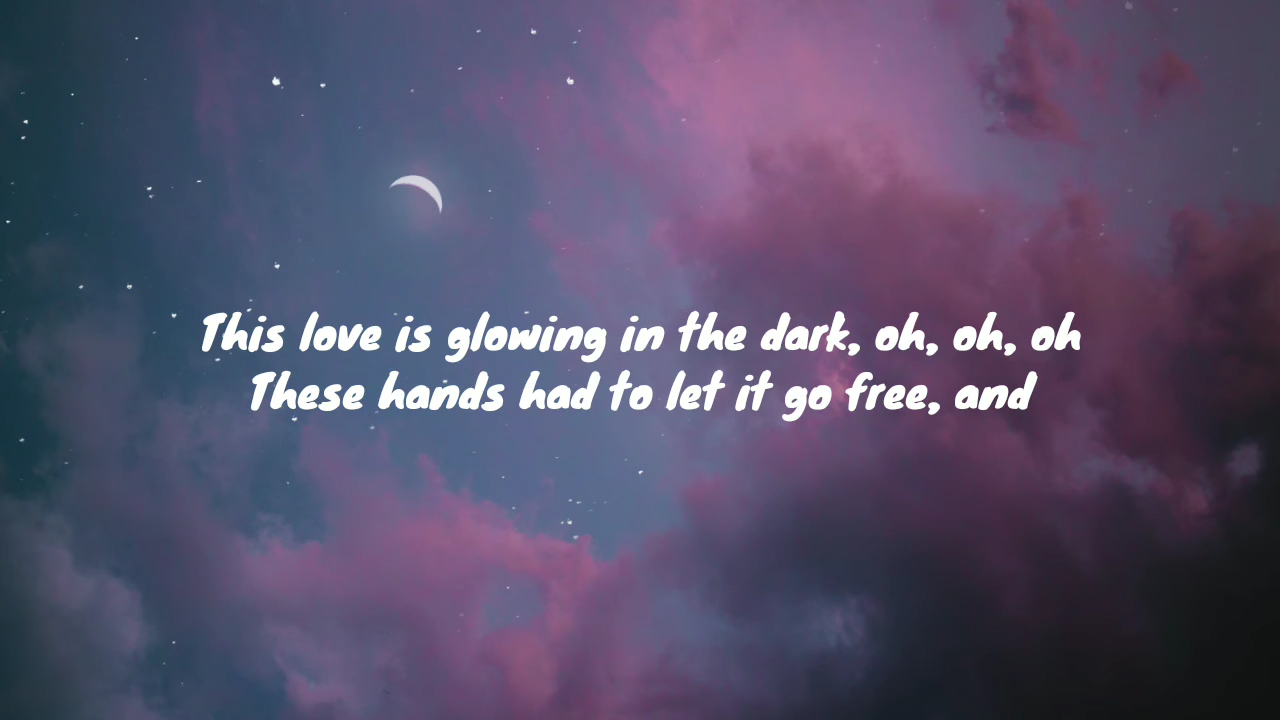 This love is glowing in the dark, oh, oh, oh
These hands had to let it go free, and